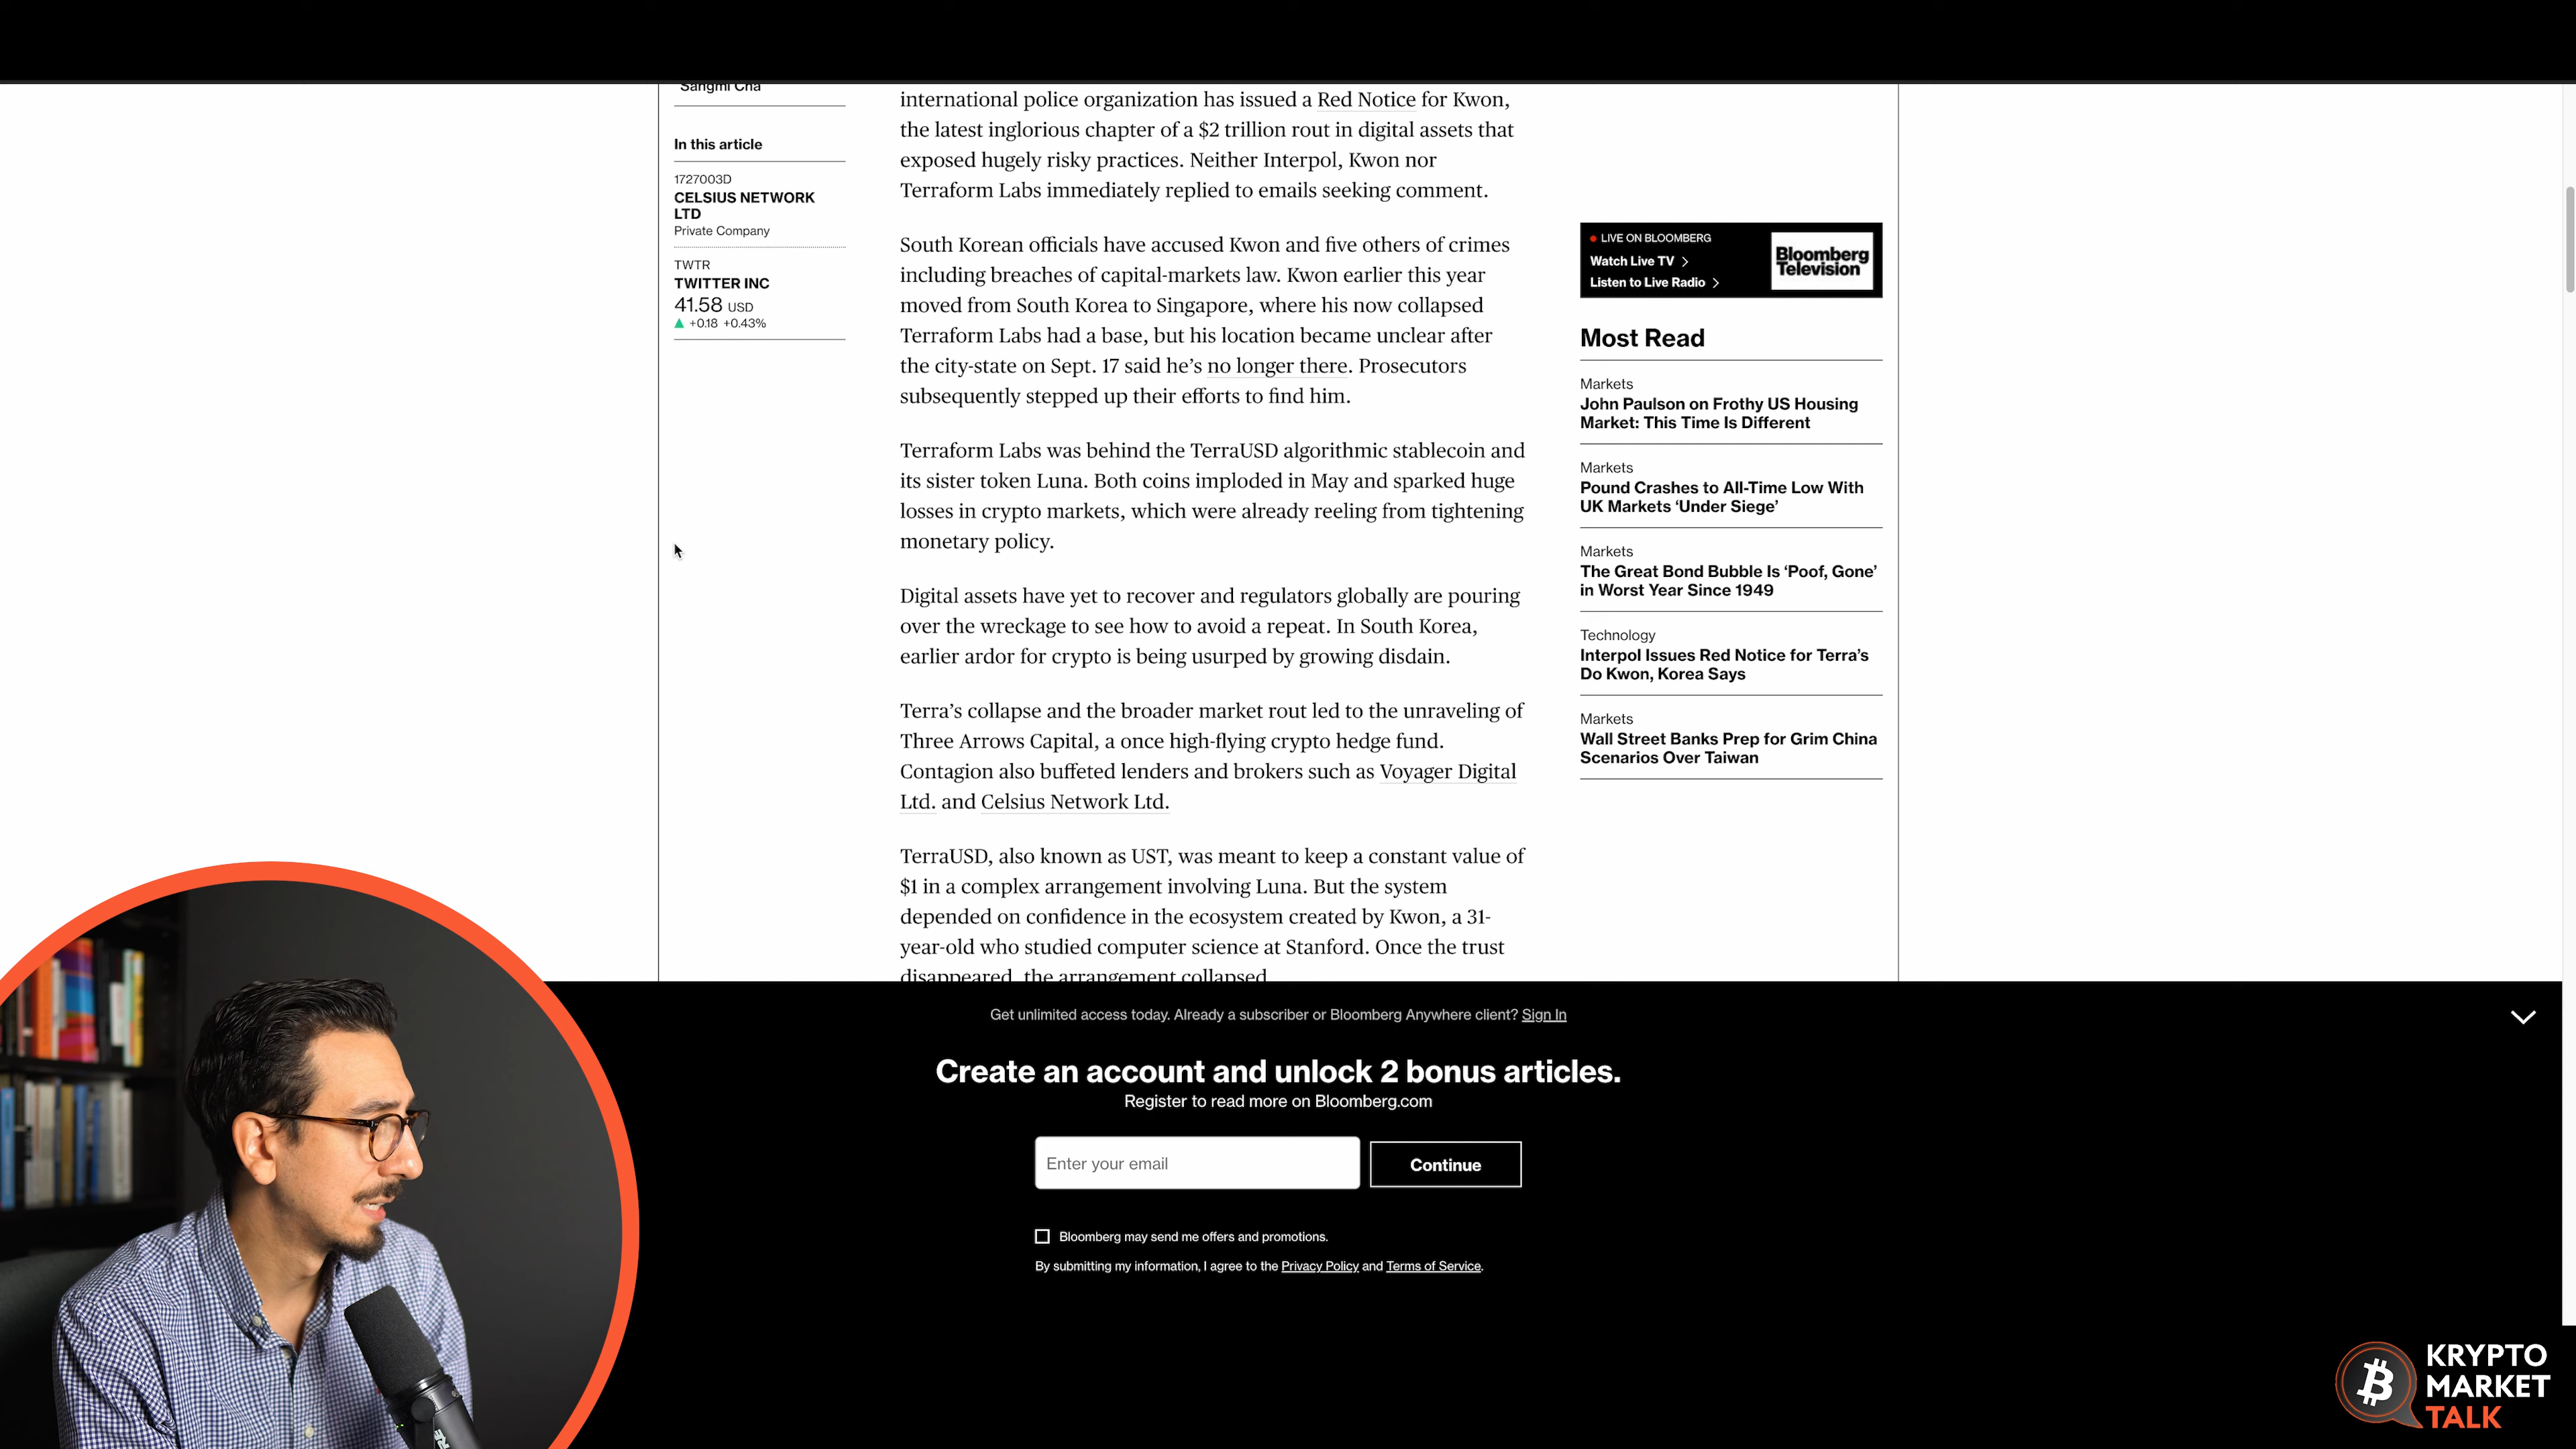 Sangmi Cha
In this article
1727003D
CELSIUS NETWORK
LTD
Private Company
TWTR
TWITTER INC
41.58 USD
+0.18 +0.43%
international police organization has issued a Red Notice for Kwon,
the latest inglorious chapter of a $2 trillion rout in digital assets that
exposed hugely risky practices. Neither Interpol, Kwon nor
Terraform Labs immediately replied to emails seeking comment.
South Korean officials have accused Kwon and five others of crimes
including breaches of capital-markets law. Kwon earlier this year
moved from South Korea to Singapore, where his now collapsed
Terraform Labs had a base, but his location became unclear after
the city-state on Sept. 17 said he’s no longer there. Prosecutors
subsequently stepped up their efforts to find him.
Terraform Labs was behind the TerraUSD algorithmic stablecoin and
its sister token Luna. Both coins imploded in May and sparked huge
losses in crypto markets, which were already reeling from tightening
monetary policy.
Digital assets have yet to recover and regulators globally are pouring
over the wreckage to see how to avoid a repeat. In South Korea,
earlier ardor for crypto is being usurped by growing disdain.
Terra’s collapse and the broader market rout led to the unraveling of
Three Arrows Capital, a once high-flying crypto hedge fund.
Contagion also buffeted lenders and brokers such as Voyager Digital
Ltd. and Celsius Network Ltd.
TerraUSD, also known as UST, was meant to keep a constant value of
$1 in a complex arrangement involving Luna. But the system
depended on confidence in the ecosystem created by Kwon, a 31-
year-old who studied computer science at Stanford. Once the trust
disappeared, the arrangement collapsed.
LIVE ON BLOOMBERG
Watch Live TV
Listen to Live Radio
Bloomberg
Television
Most Read
Markets
John Paulson on Frothy US Housing
Market: This Time Is Different
Markets
Pound Crashes to All-Time Low With
UK Markets ‘Under Siege’
Markets
The Great Bond Bubble Is ‘Poof, Gone’
in Worst Year Since 1949
Technology
Interpol Issues Red Notice for Terra’s
Do Kwon, Korea Says
Markets
Wall Street Banks Prep for Grim China
Scenarios Over Taiwan
Get unlimited access today. Already a subscriber or Bloomberg Anywhere client? Sign In
Create an account and unlock 2 bonus articles.
Register to read more on Bloomberg.com
Enter your email
Continue
Bloomberg may send me offers and promotions.
By submitting my information, I agree to the Privacy Policy and Terms of Service.
KRYPTO
MARKET
TALK